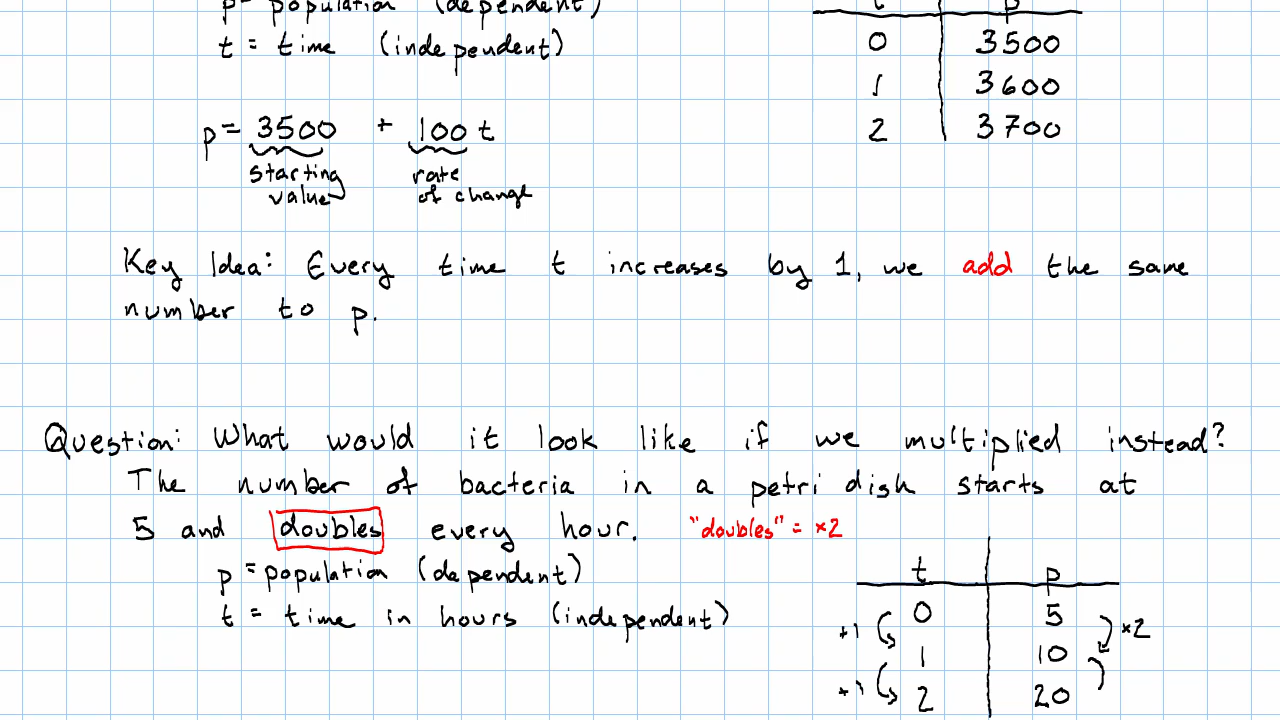 p = population (dependent)
t = time (independent)
t p
0 3500
1 3600
2 3700
p = 3500 + 100 t
starting value
rate of change
Key Idea: Every time t increases by 1, we add the same
number to p.
Question: What would it look like if we multiplied instead?
The number of bacteria in a petri dish starts at
5 and doubles every hour. "doubles" = ×2
p = population (dependent)
t = time in hours (independent)
t p
0 5
+1 ×2
1 10
+1
2 20